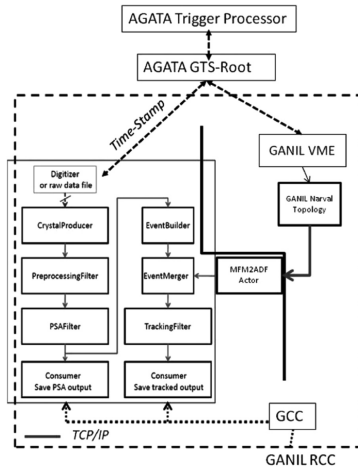 AGATA Trigger Processor
AGATA GTS-Root
Time-Stamp
GANIL VME
Digitizer
or raw data file
GANIL Narval
Topology
CrystalProducer
EventBuilder
PreprocessingFilter
EventMerger
MFM2ADF
Actor
PSAFilter
TrackingFilter
Consumer
Save PSA output
Consumer
Save tracked output
GCC
TCP/IP
GANIL RCC